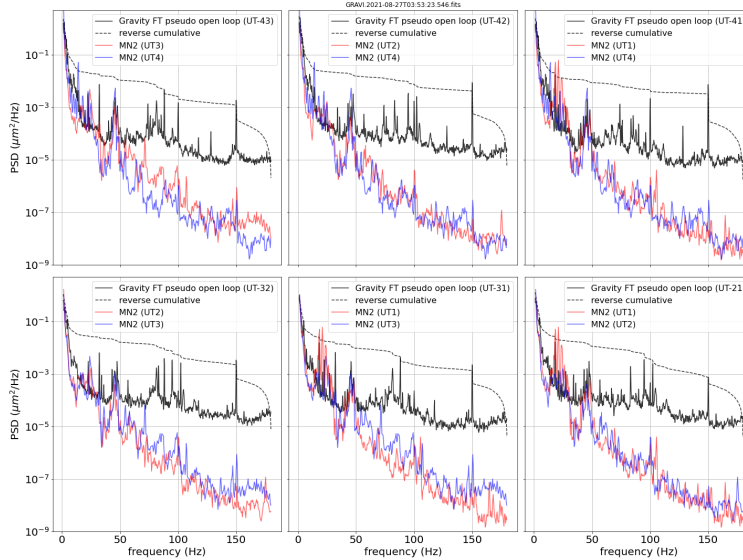 GRAVI.2021-08-27T03:53:23.546.fits
Gravity FT pseudo open loop (UT-43)
reverse cumulative
MN2 (UT3)
MN2 (UT4)
Gravity FT pseudo open loop (UT-42)
reverse cumulative
MN2 (UT2)
MN2 (UT4)
Gravity FT pseudo open loop (UT-41)
reverse cumulative
MN2 (UT1)
MN2 (UT4)
PSD (μm²/Hz)
10⁻¹
10⁻³
10⁻⁵
10⁻⁷
10⁻⁹
Gravity FT pseudo open loop (UT-32)
reverse cumulative
MN2 (UT2)
MN2 (UT3)
Gravity FT pseudo open loop (UT-31)
reverse cumulative
MN2 (UT1)
MN2 (UT3)
Gravity FT pseudo open loop (UT-21)
reverse cumulative
MN2 (UT1)
MN2 (UT2)
PSD (μm²/Hz)
10⁻¹
10⁻³
10⁻⁵
10⁻⁷
10⁻⁹
0 50 100 150
0 50 100 150
0 50 100 150
frequency (Hz)
frequency (Hz)
frequency (Hz)